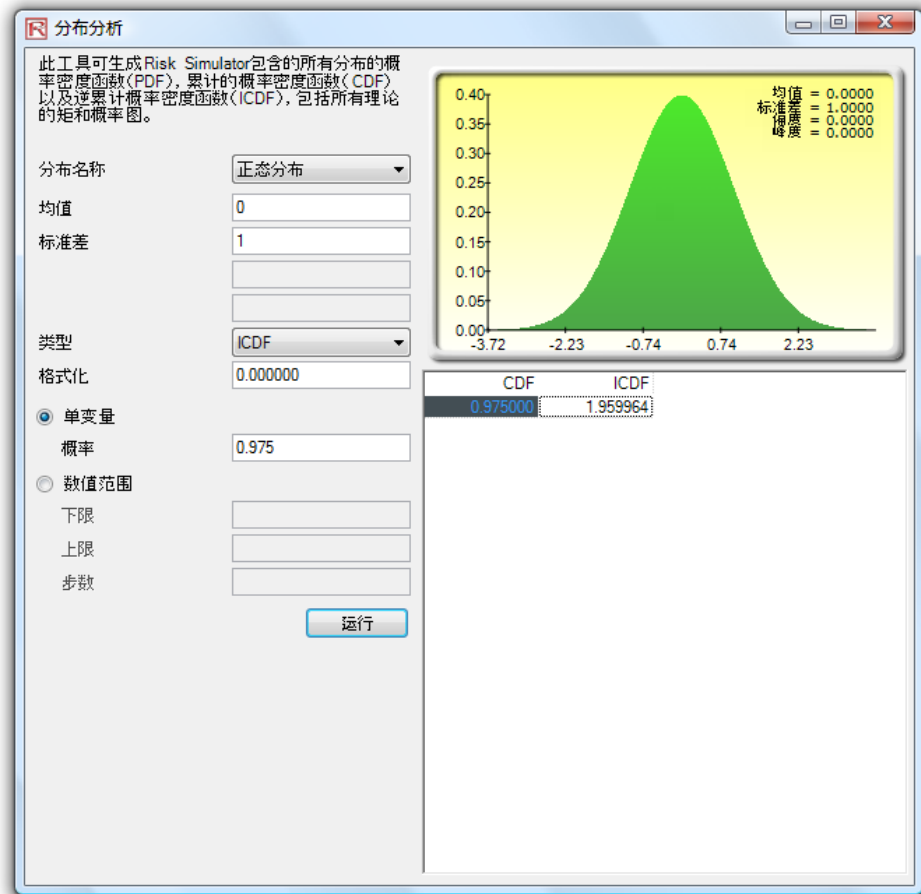 分布分析
此工具可生成Risk Simulator包含的所有分布的概
率密度函数(PDF), 累计的概率密度函数(CDF)
以及逆累计概率密度函数(ICDF), 包括所有理论
的矩和概率图。
分布名称 正态分布
均值 0
标准差 1
类型 ICDF
格式化 0.000000
单变量
概率 0.975
数值范围
下限
上限
步数
运行
均值 = 0.0000
标准差 = 1.0000
偏度 = 0.0000
峰度 = 0.0000
0.40
0.35
0.30
0.25
0.20
0.15
0.10
0.05
0.00
-3.72 -2.23 -0.74 0.74 2.23
CDF ICDF
0.975000 1.959964